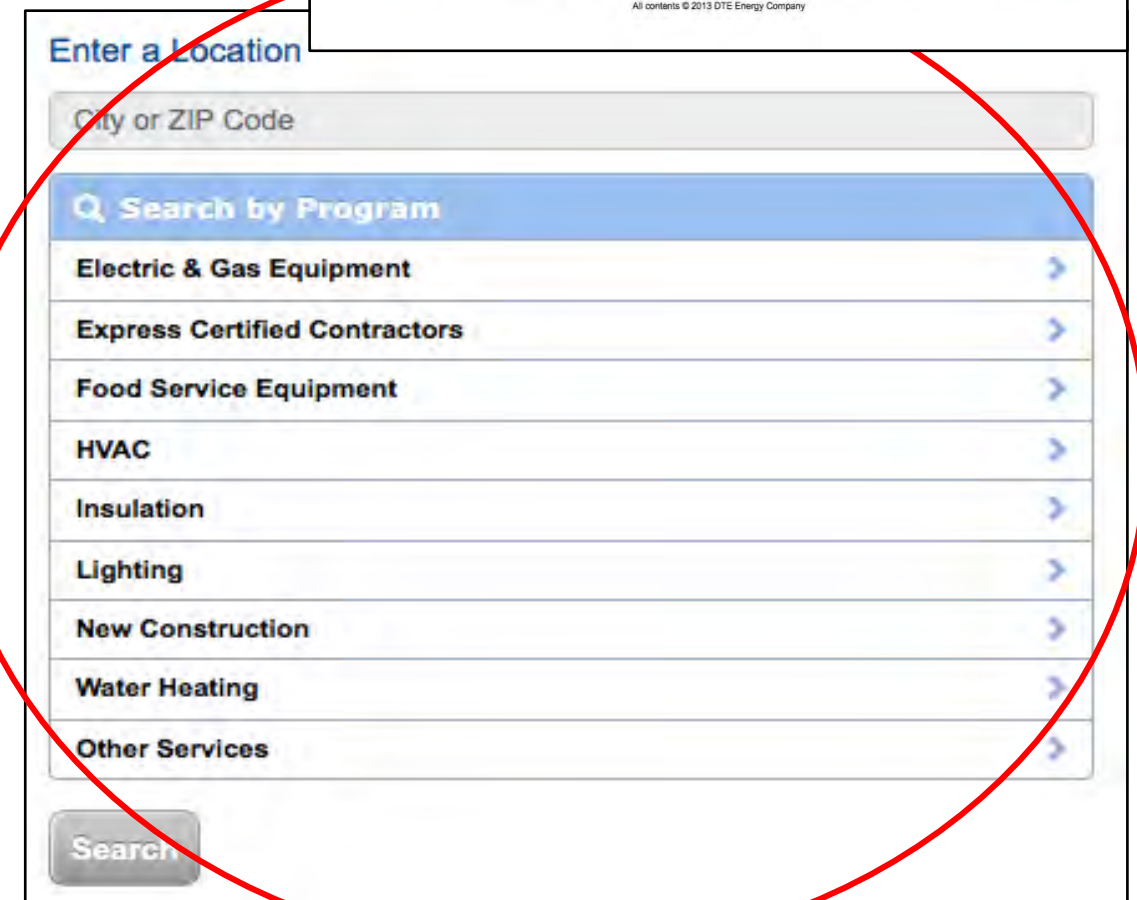 All contents © 2013 DTE Energy Company
Enter a Location
City or ZIP Code
Search by Program
Electric & Gas Equipment
Express Certified Contractors
Food Service Equipment
HVAC
Insulation
Lighting
New Construction
Water Heating
Other Services
Search